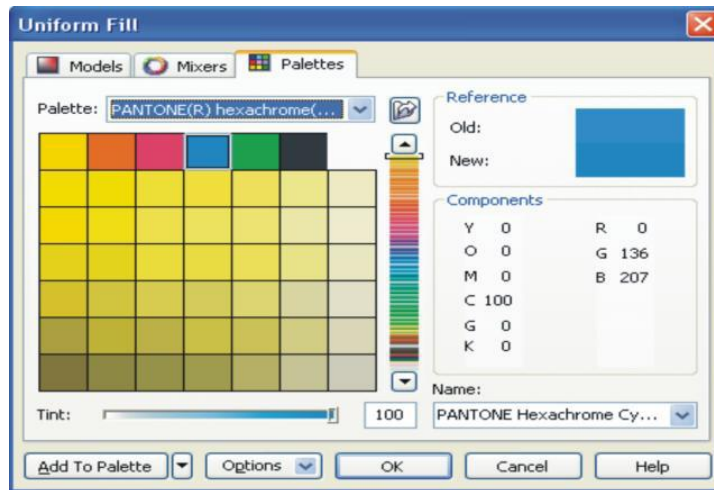 Uniform Fill
Models Mixers Palettes
Palette: PANTONE(R) hexachrome(...
Reference
Old:
New:
Components
Y 0 R 0
O 0 G 136
M 0 B 207
C 100
G 0
K 0
Name:
Tint: 100 PANTONE Hexachrome Cy...
Add To Palette Options OK Cancel Help